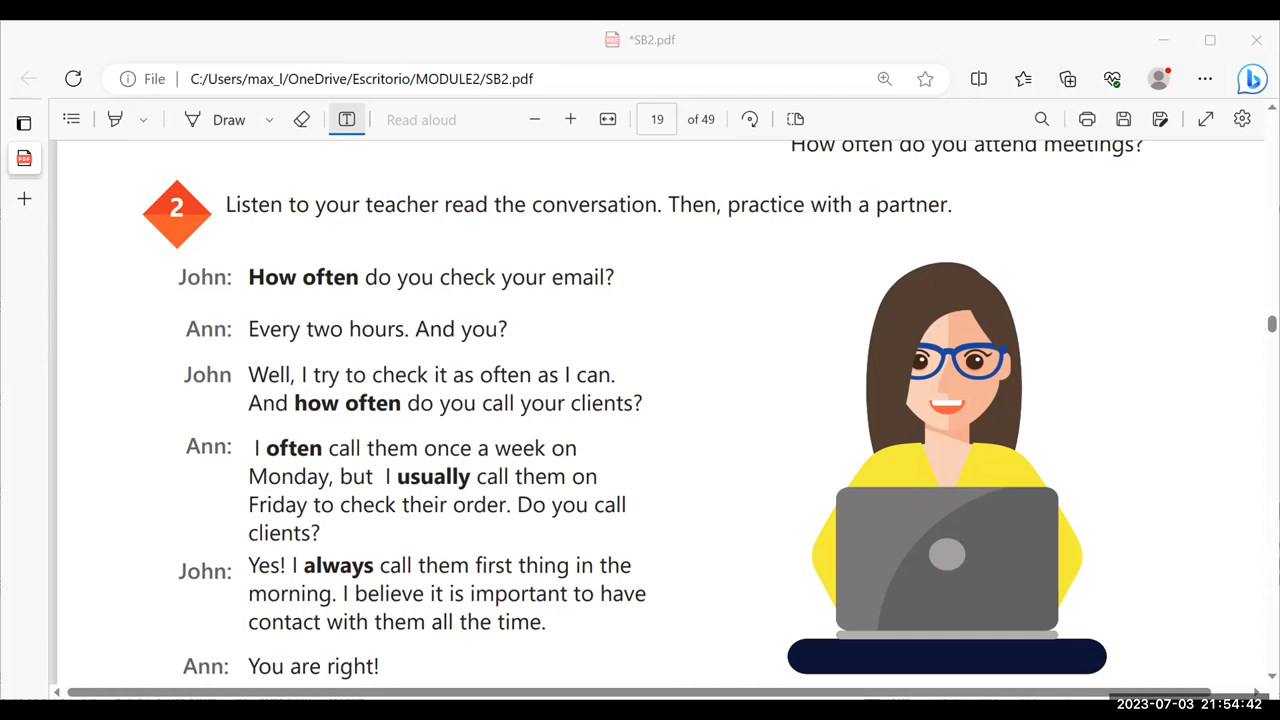 *SB2.pdf
File C:/Users/max_l/OneDrive/Escritorio/MODULE2/SB2.pdf
Draw Read aloud 19 of 49
How often do you attend meetings?
2 Listen to your teacher read the conversation. Then, practice with a partner.
John: How often do you check your email?
Ann: Every two hours. And you?
John Well, I try to check it as often as I can.
And how often do you call your clients?
Ann: I often call them once a week on
Monday, but I usually call them on
Friday to check their order. Do you call
clients?
John: Yes! I always call them first thing in the
morning. I believe it is important to have
contact with them all the time.
Ann: You are right!
2023-07-03 21:54:42